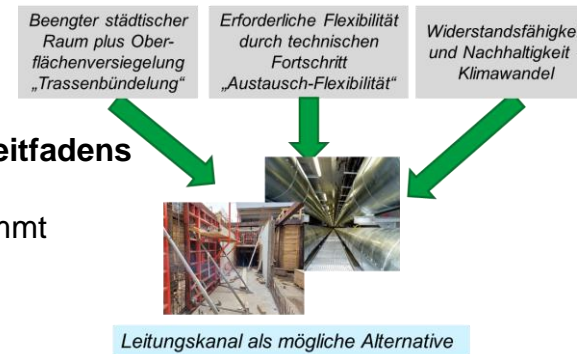 Beengter städtischer
Raum plus Ober-
flächenversiegelung
„Trassenbündelung“
Erforderliche Flexibilität
durch technischen
Fortschritt
„Austausch-Flexibilität“
Widerstandsfähigke
und Nachhaltigkeit
Klimawandel
eitfadens
nmt
Leitungskanal als mögliche Alternative